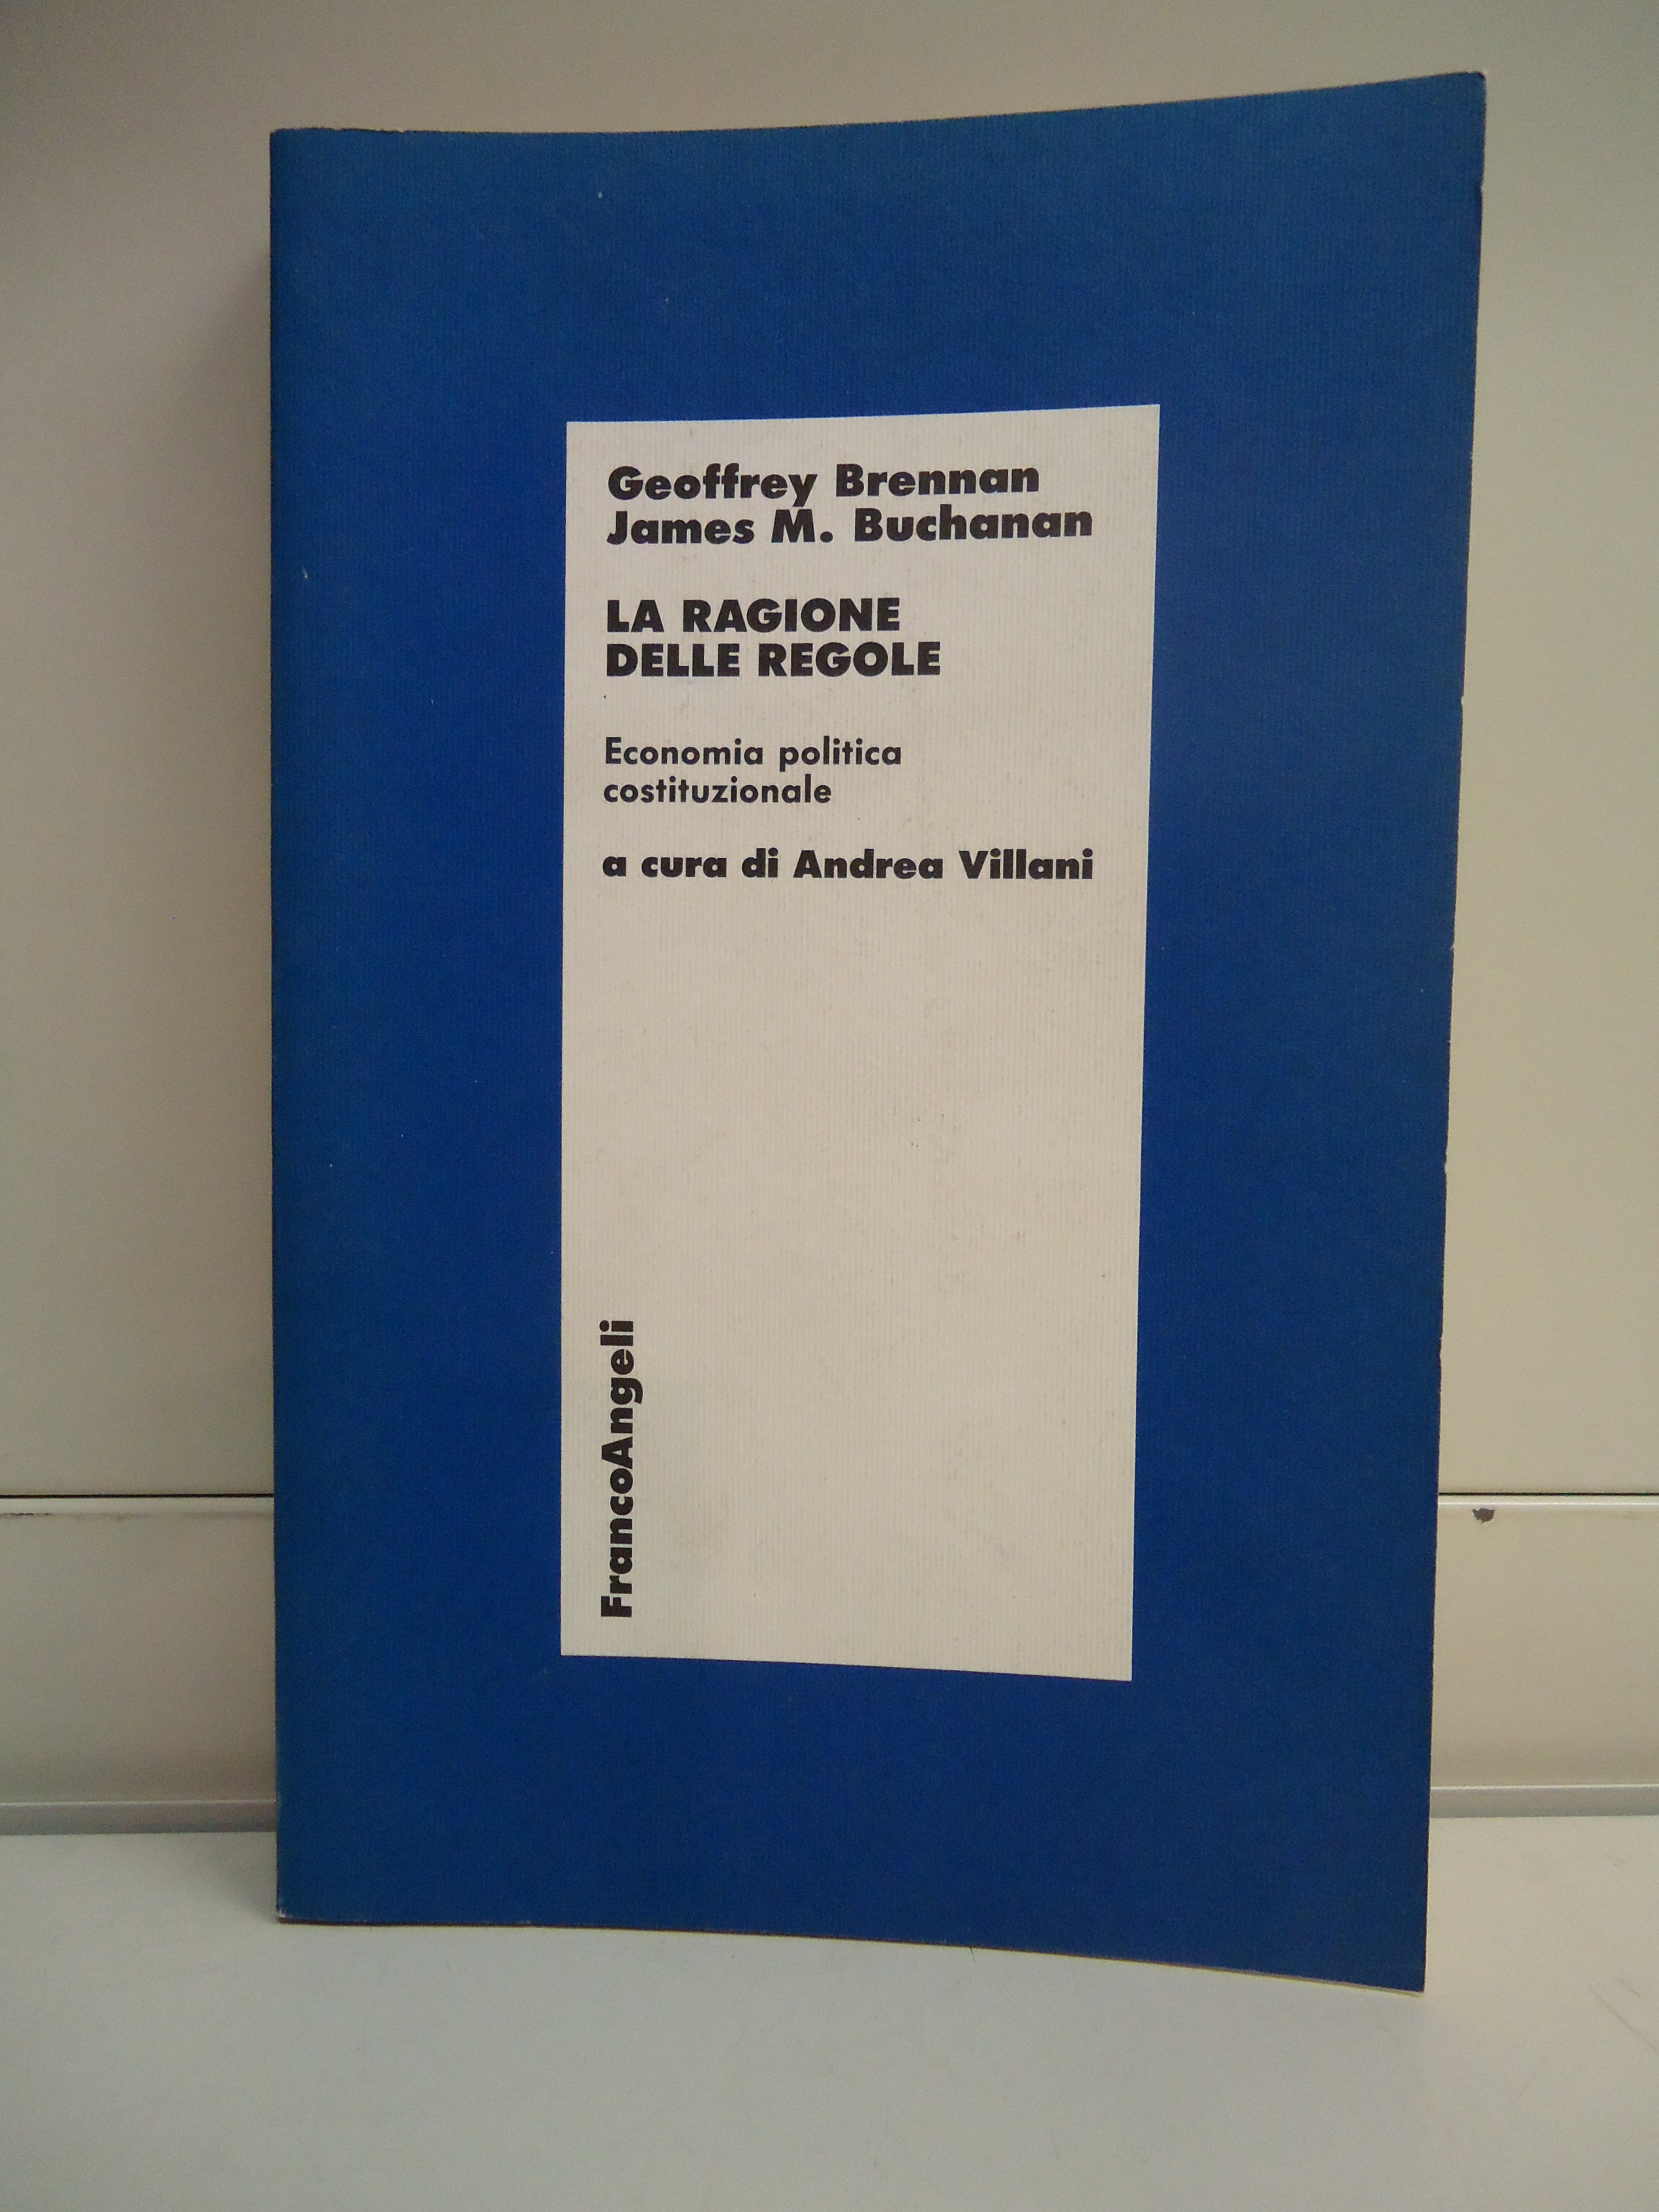 Geoffrey Brennan
James M. Buchanan
LA RAGIONE
DELLE REGOLE
Economia politica
costituzionale
a cura di Andrea Villani
FrancoAngeli